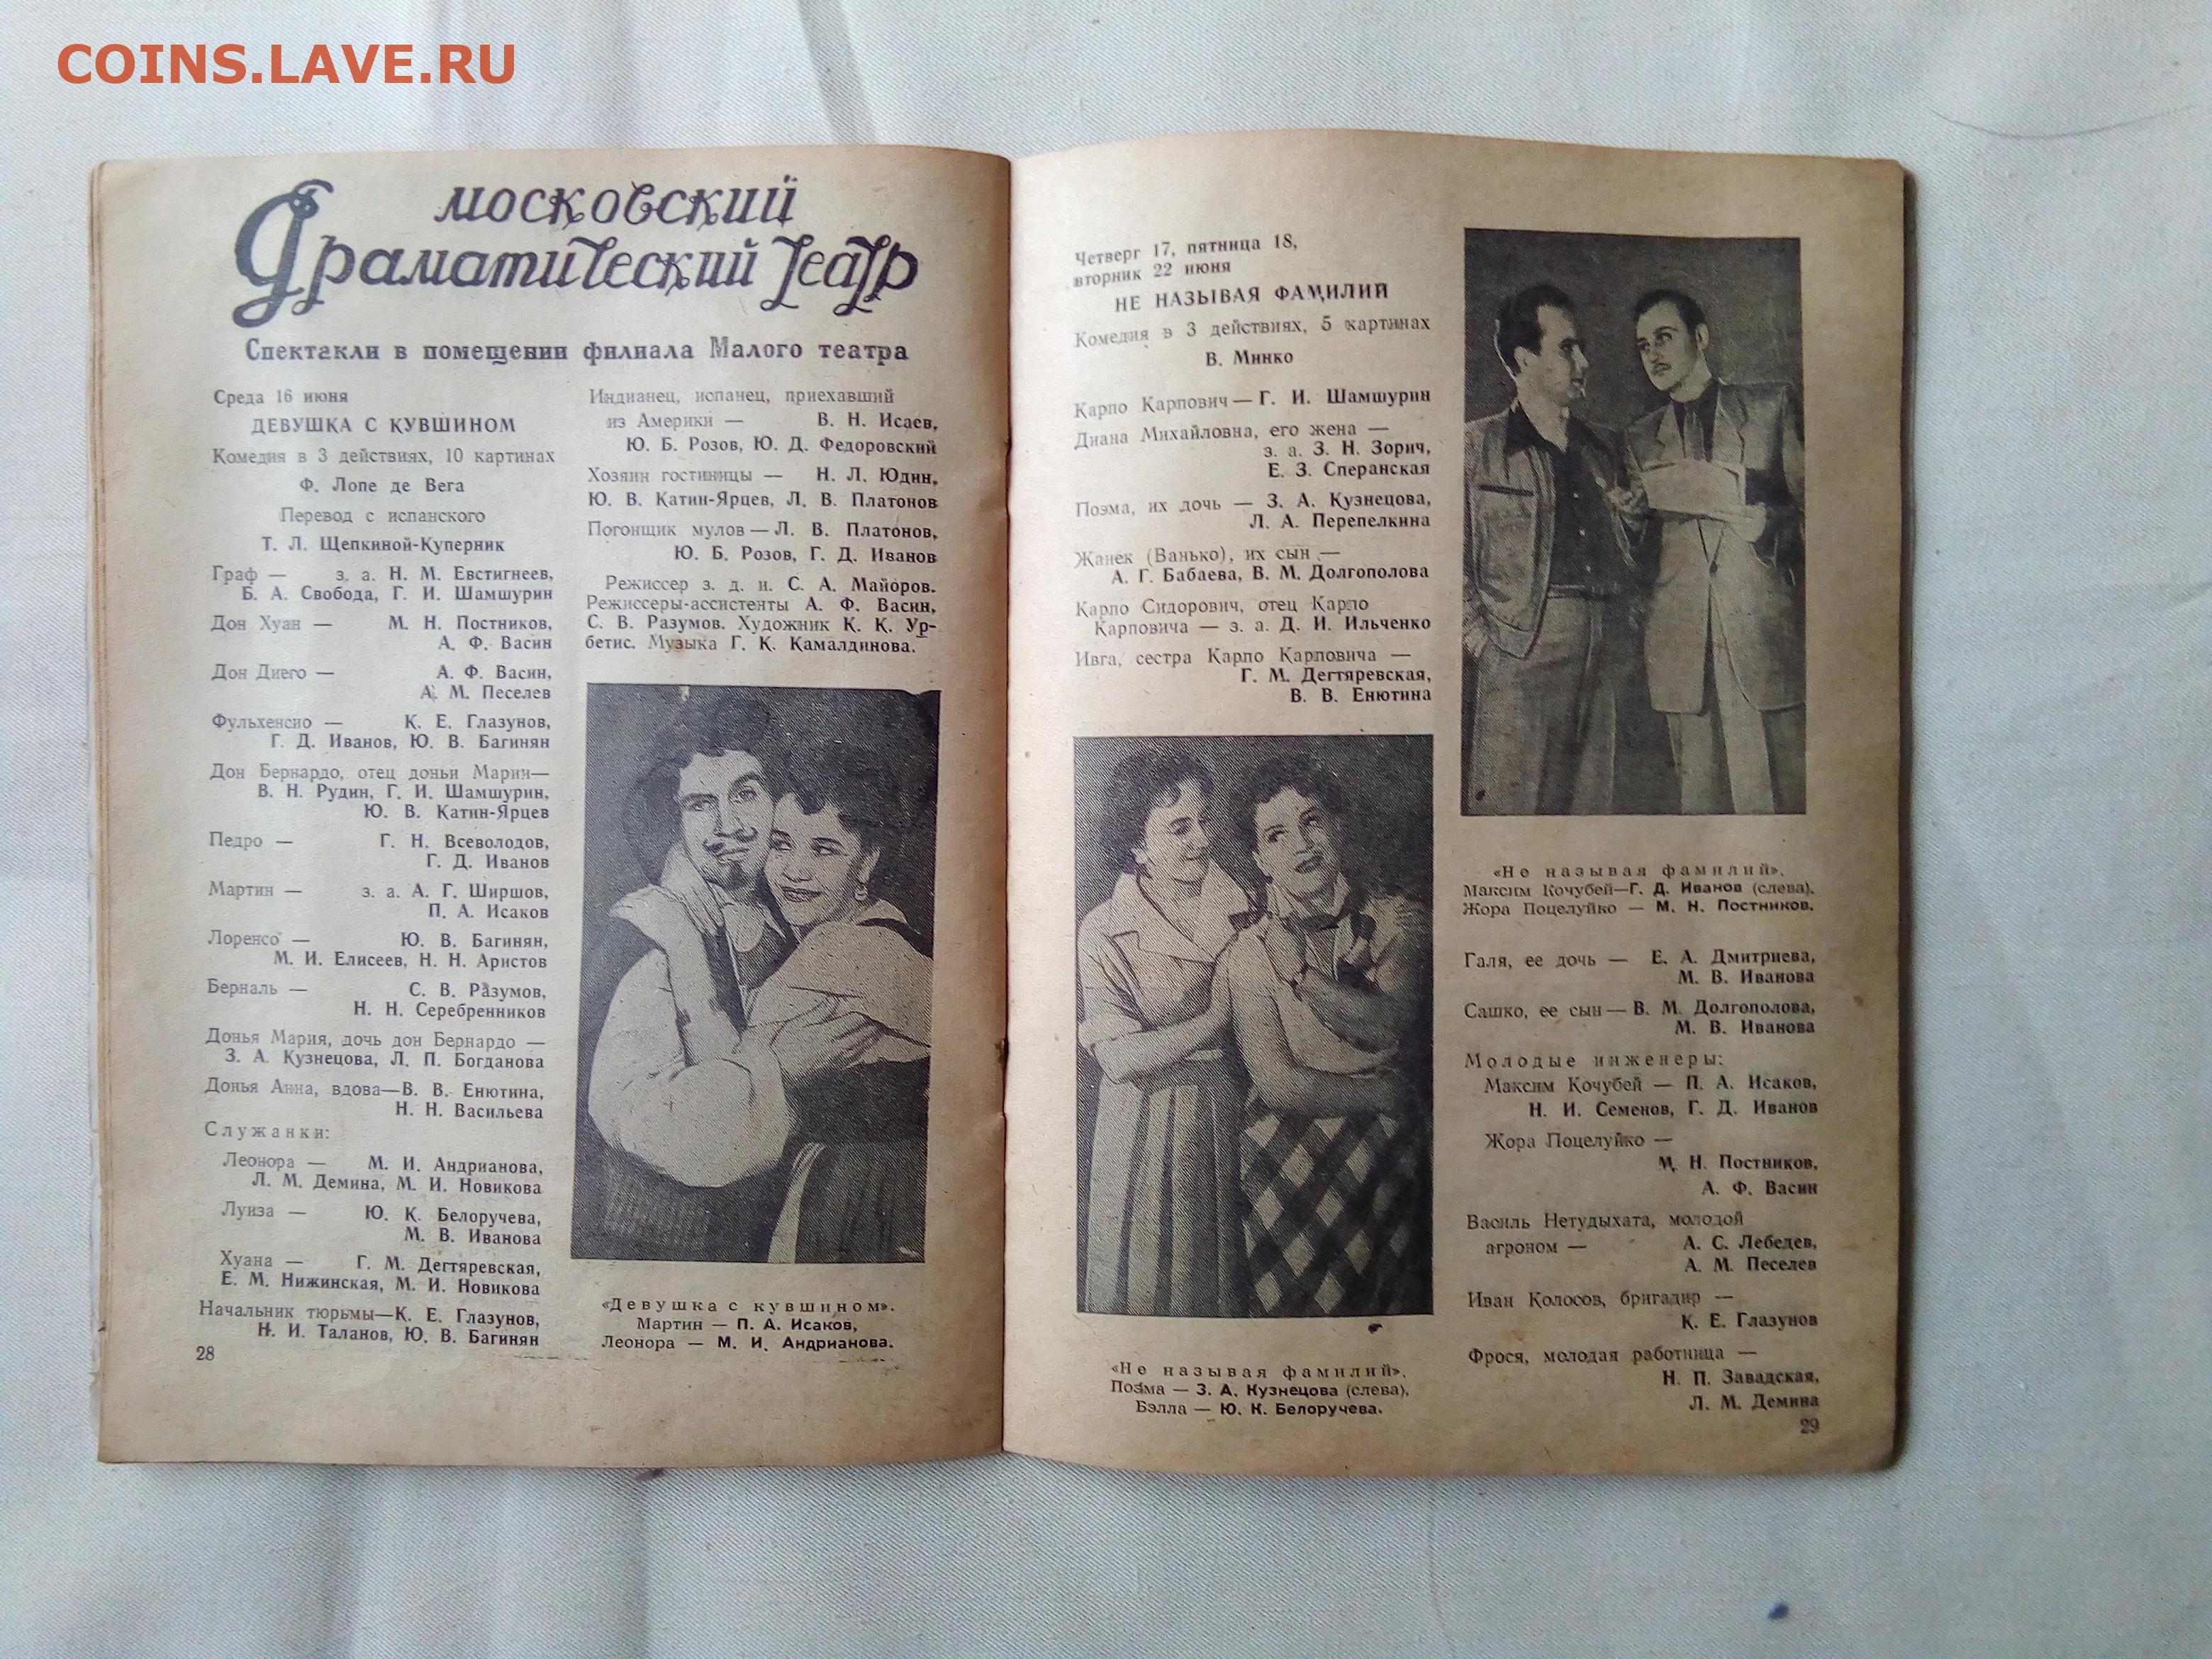 COINS.LAVE.RU
московский
Драматический театр
Спектакли в помещении филиала Малого театра
Среда 16 июня
ДЕВУШКА С КУВШИНОМ
Комедия в 3 действиях, 10 картинах
Ф. Лопе де Вега
Перевод с испанского
Т. Л. Щепкиной-Куперник
Граф — з. а. Н. М. Евстигнеев,
Б. А. Свобода, Г. И. Шамшурин
Дон Хуан — М. Н. Постников,
А. Ф. Васин
Дон Диего — А. Ф. Васин,
А. М. Песелев
Фульхенсио — К. Е. Глазунов,
Г. Д. Иванов, Ю. В. Багинян
Дон Бернардо, отец доньи Марии—
В. Н. Рудин, Г. И. Шамшурин,
Ю. В. Катин-Ярцев
Педро — Г. Н. Всеволодов,
Г. Д. Иванов
Мартин — з. а. А. Г. Ширшов,
П. А. Исаков
Лоренсо — Ю. В. Багинян,
М. И. Елисеев, Н. Н. Аристов
Берналь — С. В. Разумов,
Н. Н. Серебренников
Донья Мария, дочь дон Бернардо —
З. А. Кузнецова, Л. П. Богданова
Донья Анна, вдова—В. В. Енютина,
Н. Н. Васильева
Служанки:
Леонора — М. И. Андрианова,
Л. М. Демина, М. И. Новикова
Луиза — Ю. К. Белоручева,
М. В. Иванова
Хуана — Г. М. Дегтяревская,
Е. М. Нижинская, М. И. Новикова
Начальник тюрьмы—К. Е. Глазунов,
Н. И. Таланов, Ю. В. Багинян
28
Индианец, испанец, приехавший
из Америки — В. Н. Исаев,
Ю. Б. Розов, Ю. Д. Федоровский
Хозяин гостиницы — Н. Л. Юдин,
Ю. В. Катин-Ярцев, Л. В. Платонов
Погонщик мулов — Л. В. Платонов,
Ю. Б. Розов, Г. Д. Иванов
Режиссер з. д. и. С. А. Майоров.
Режиссеры-ассистенты А. Ф. Васин,
С. В. Разумов. Художник К. К. Ур-
бетис. Музыка Г. К. Камалдинова.
«Девушка с кувшином».
Мартин — П. А. Исаков,
Леонора — М. И. Андрианова.
Четверг 17, пятница 18,
вторник 22 июня
НЕ НАЗЫВАЯ ФАМИЛИЙ
Комедия в 3 действиях, 5 картинах
В. Минко
Карпо Карпович — Г. И. Шамшурин
Диана Михайловна, его жена —
з. а. З. Н. Зорич,
Е. З. Сперанская
Поэма, их дочь — З. А. Кузнецова,
Л. А. Перепелкина
Жанек (Ванько), их сын —
А. Г. Бабаева, В. М. Долгополова
Карпо Сидорович, отец Карпо
Карповича — з. а. Д. И. Ильченко
Ивга, сестра Карпо Карповича —
Г. М. Дегтяревская,
В. В. Енютина
«Не называя фамилий».
Поэма — З. А. Кузнецова (слева),
Бэлла — Ю. К. Белоручева.
«Не называя фамилий».
Максим Кочубей—Г. Д. Иванов (слева).
Жора Поцелуйко — М. Н. Постников.
Галя, ее дочь — Е. А. Дмитриева,
М. В. Иванова
Сашко, ее сын — В. М. Долгополова,
М. В. Иванова
Молодые инженеры:
Максим Кочубей — П. А. Исаков,
Н. И. Семенов, Г. Д. Иванов
Жора Поцелуйко —
М. Н. Постников,
А. Ф. Васин
Василь Нетудыхата, молодой
агроном — А. С. Лебедев,
А. М. Песелев
Иван Колосов, бригадир —
К. Е. Глазунов
Фрося, молодая работница —
Н. П. Завадская,
Л. М. Демина
29